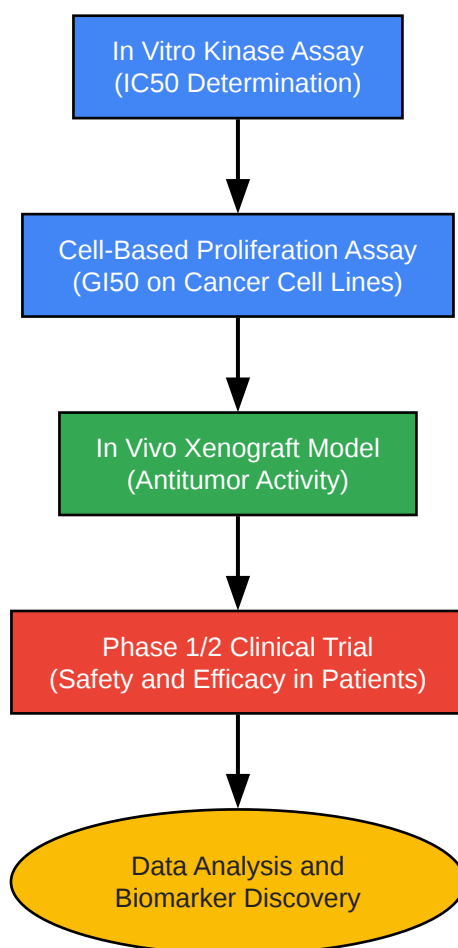 In Vitro Kinase Assay
(IC50 Determination)
Cell-Based Proliferation Assay
(GI50 on Cancer Cell Lines)
In Vivo Xenograft Model
(Antitumor Activity)
Phase 1/2 Clinical Trial
(Safety and Efficacy in Patients)
Data Analysis and
Biomarker Discovery